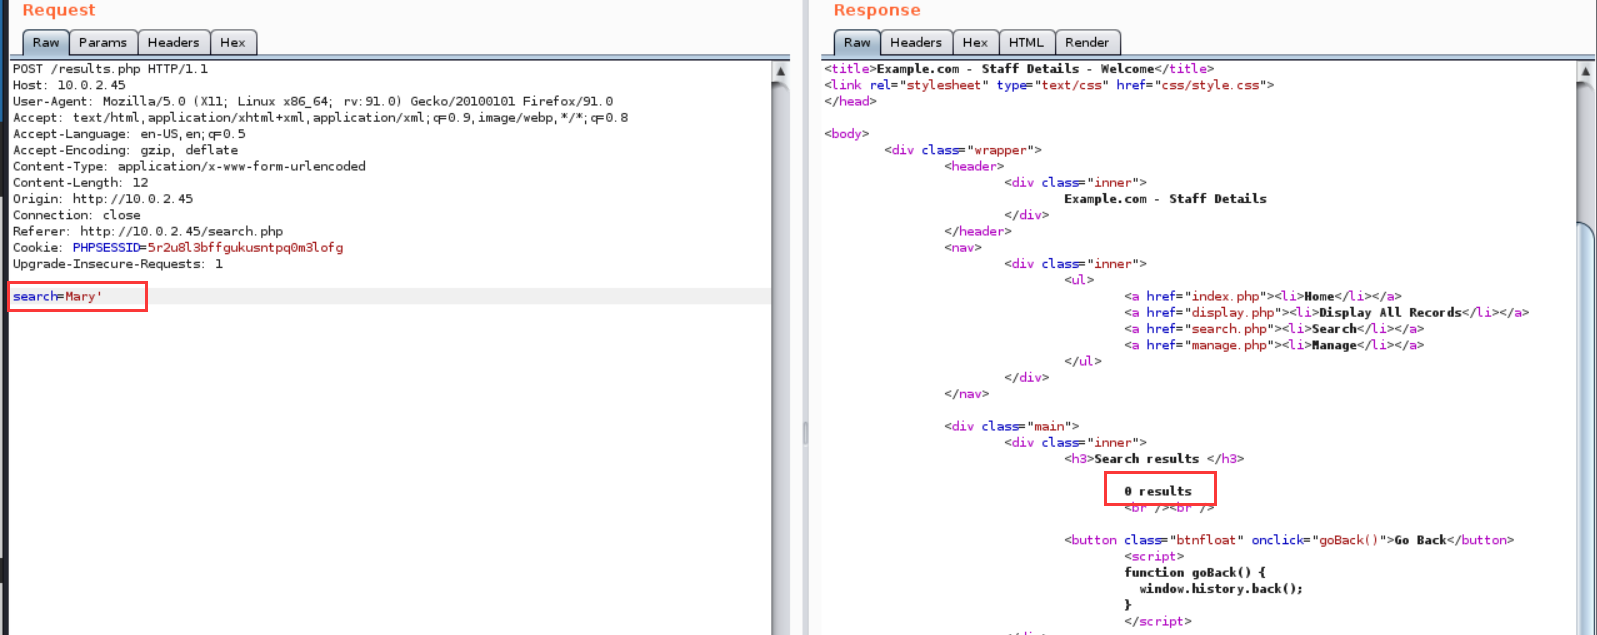 Request
Raw Params Headers Hex
POST /results.php HTTP/1.1
Host: 10.0.2.45
User-Agent: Mozilla/5.0 (X11; Linux x86_64; rv:91.0) Gecko/20100101 Firefox/91.0
Accept: text/html,application/xhtml+xml,application/xml;q=0.9,image/webp,*/*;q=0.8
Accept-Language: en-US,en;q=0.5
Accept-Encoding: gzip, deflate
Content-Type: application/x-www-form-urlencoded
Content-Length: 12
Origin: http://10.0.2.45
Connection: close
Referer: http://10.0.2.45/search.php
Cookie: PHPSESSID=5r2u8l3bffgukusntpq0m3lofg
Upgrade-Insecure-Requests: 1
search=Mary'
Response
Raw Headers Hex HTML Render
<title>Example.com - Staff Details - Welcome</title>
<link rel="stylesheet" type="text/css" href="css/style.css">
</head>
<body>
<div class="wrapper">
<header>
<div class="inner">
Example.com - Staff Details
</div>
</header>
<nav>
<div class="inner">
<ul>
<a href="index.php"><li>Home</li></a>
<a href="display.php"><li>Display All Records</li></a>
<a href="search.php"><li>Search</li></a>
<a href="manage.php"><li>Manage</li></a>
</ul>
</div>
</nav>
<div class="main">
<div class="inner">
<h3>Search results </h3>
0 results
<br /><br />
<button class="btnfloat" onclick="goBack()">Go Back</button>
<script>
function goBack() {
window.history.back();
}
</script>